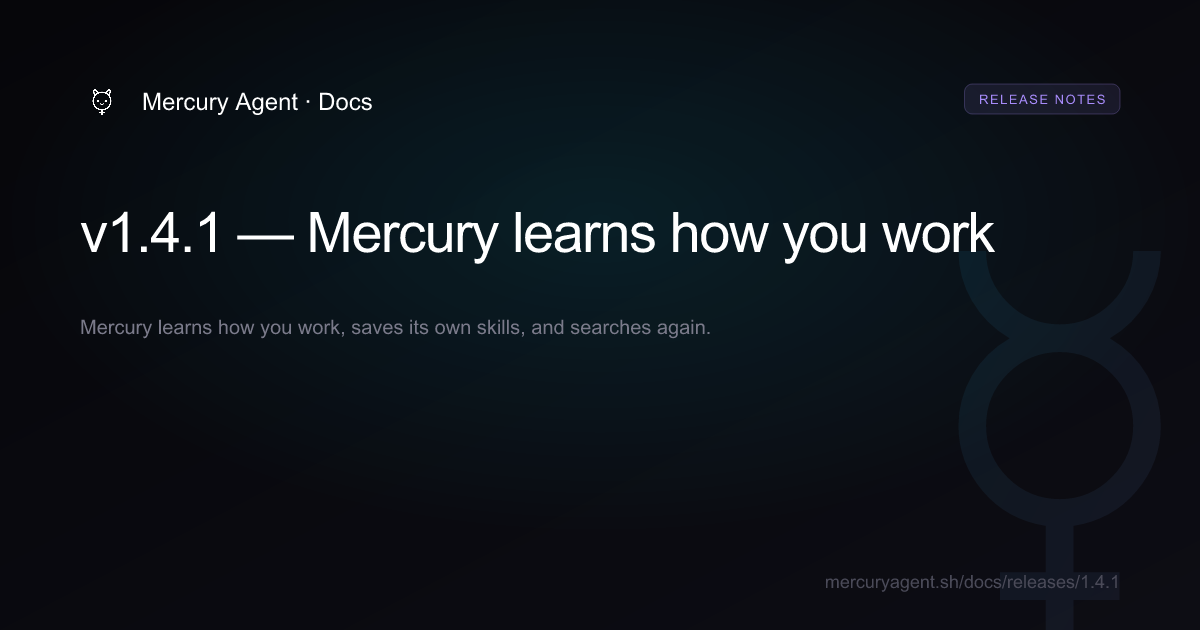 Mercury Agent · Docs
RELEASE NOTES
v1.4.1 — Mercury learns how you work
Mercury learns how you work, saves its own skills, and searches again.
mercuryagent.sh/docs/releases/1.4.1